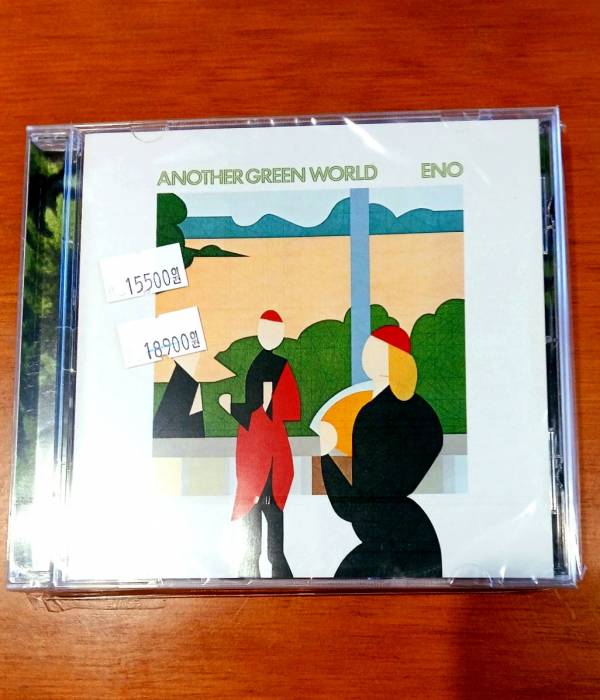 ANOTHER GREEN WORLD ENO
15500원
18900원